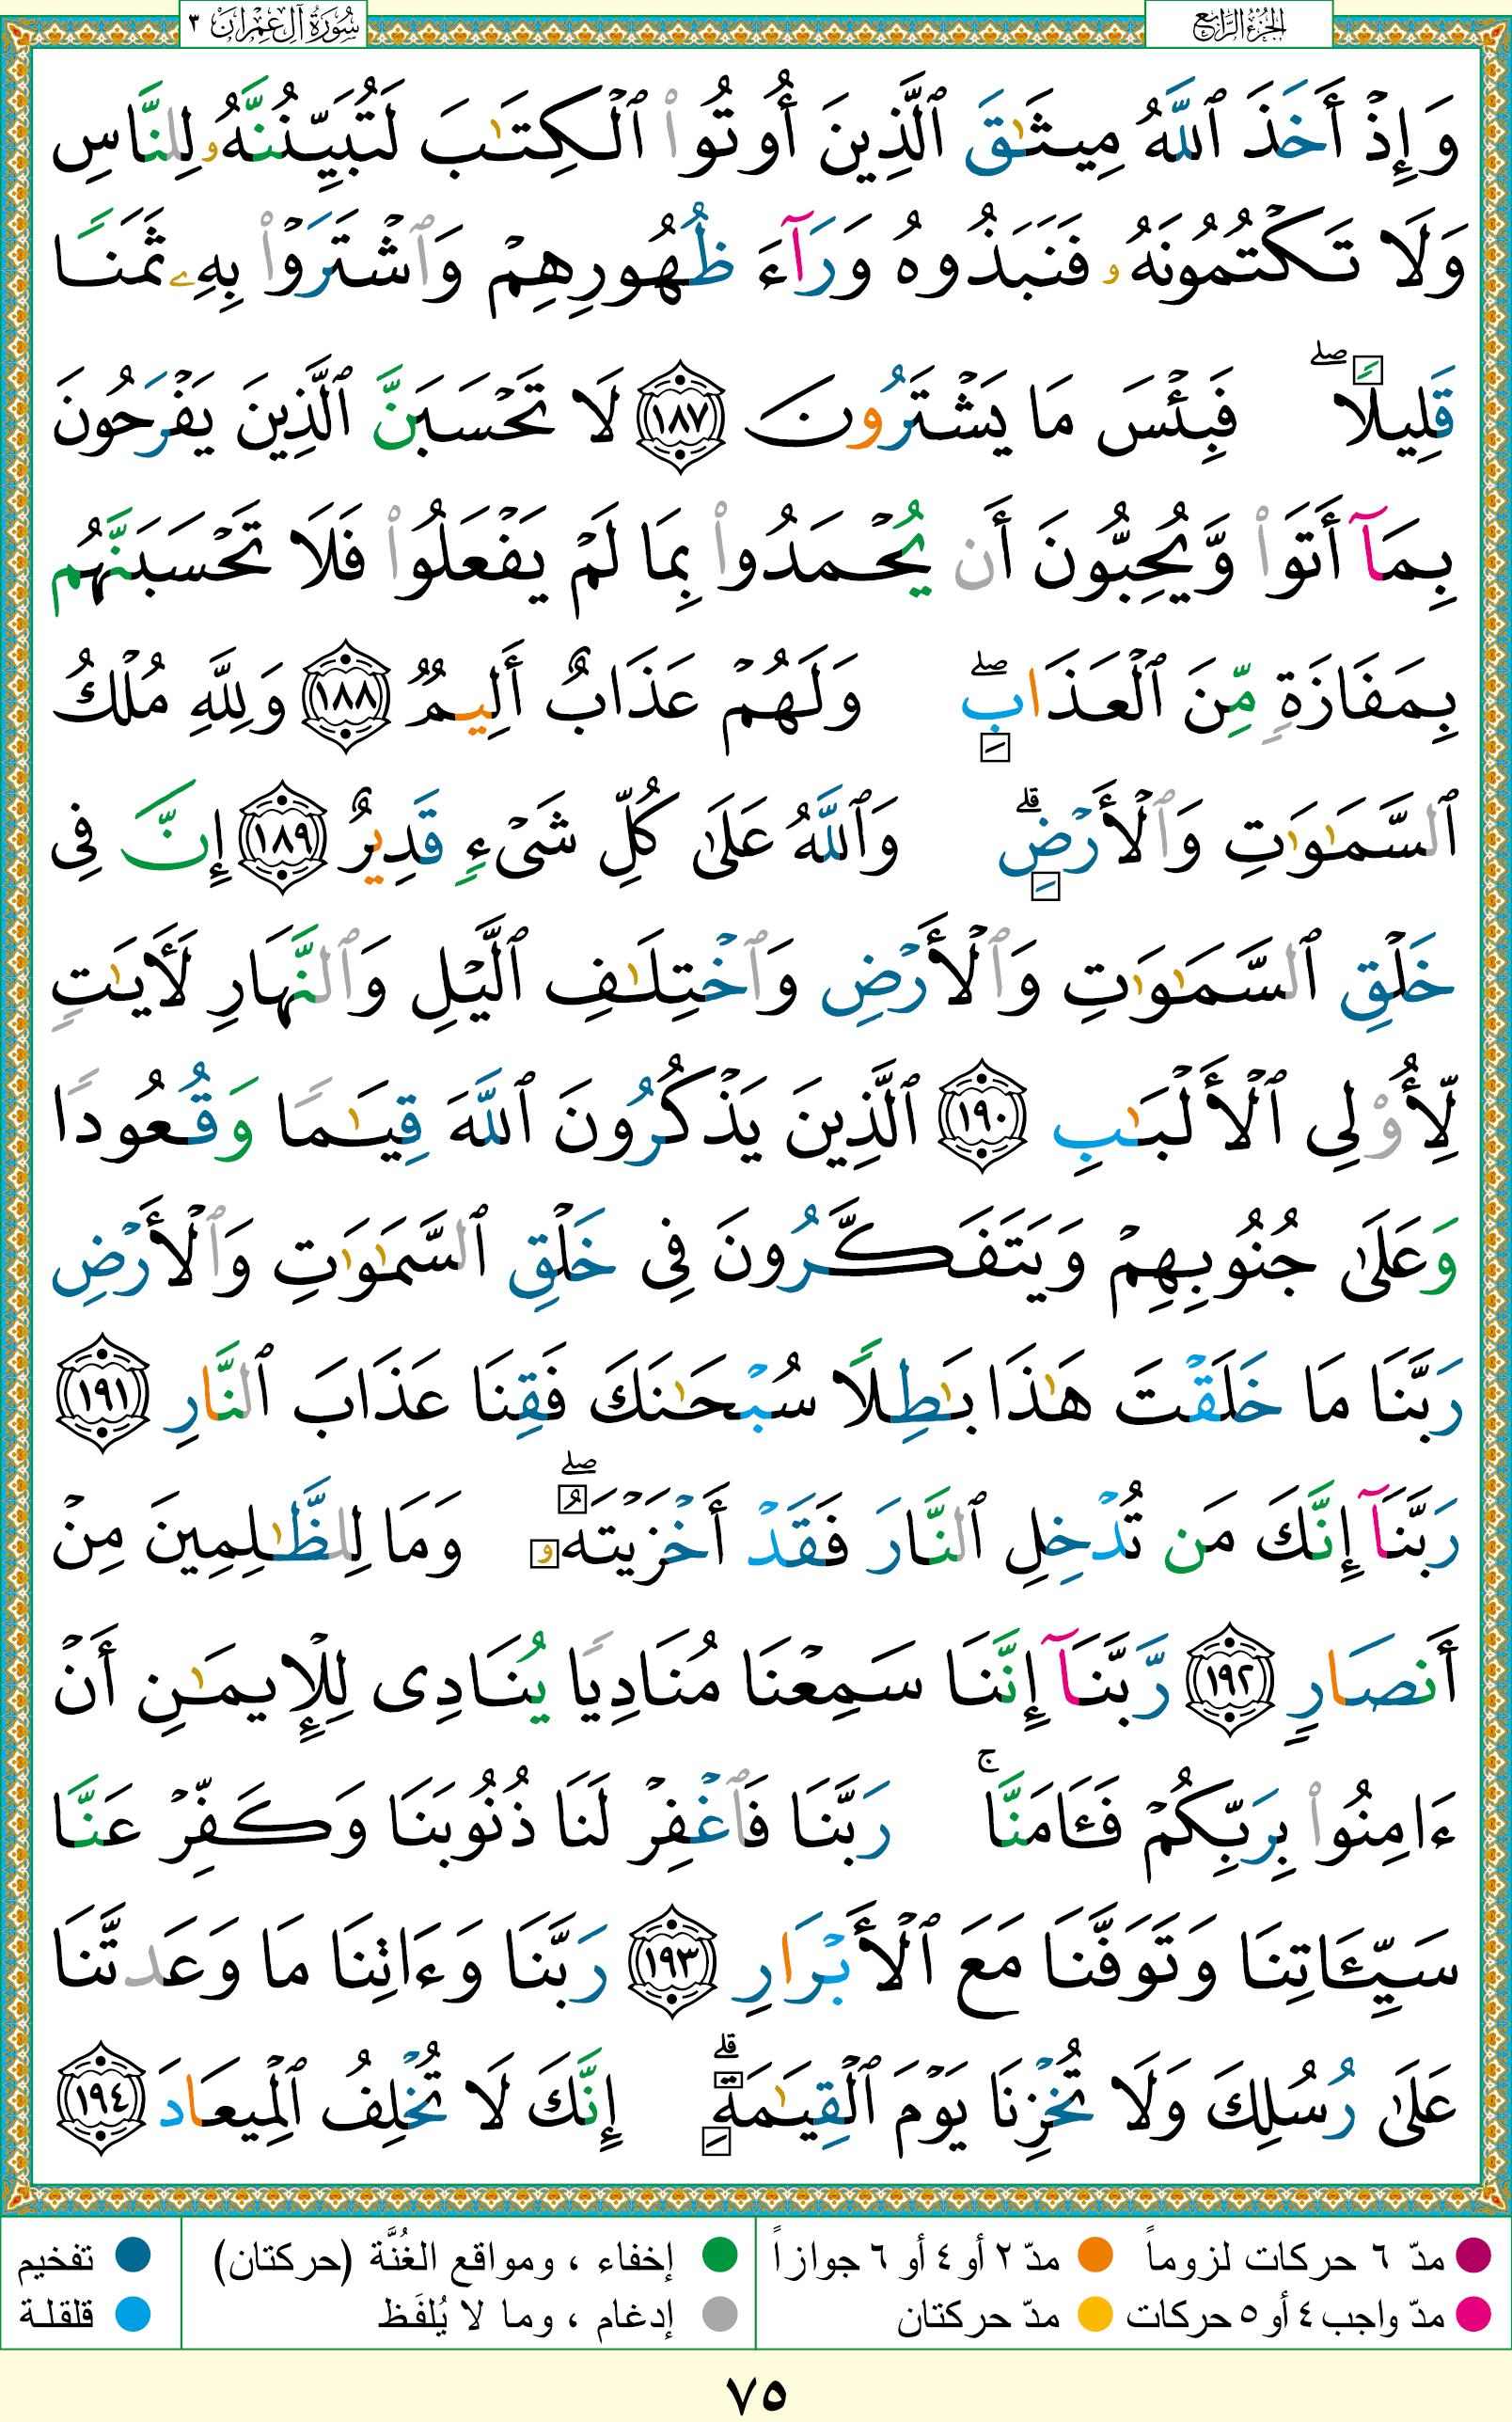 الجزء الرابع
سورة آل عمران ٣
وَإِذْ أَخَذَ ٱللَّهُ مِيثَٰقَ ٱلَّذِينَ أُوتُوا۟ ٱلْكِتَٰبَ لَتُبَيِّنُنَّهُۥ لِلنَّاسِ
وَلَا تَكْتُمُونَهُۥ فَنَبَذُوهُ وَرَآءَ ظُهُورِهِمْ وَٱشْتَرَوْا۟ بِهِۦ ثَمَنًا
قَلِيلًا ۖ فَبِئْسَ مَا يَشْتَرُونَ ١٨٧ لَا تَحْسَبَنَّ ٱلَّذِينَ يَفْرَحُونَ
بِمَآ أَتَوا۟ وَّيُحِبُّونَ أَن يُحْمَدُوا۟ بِمَا لَمْ يَفْعَلُوا۟ فَلَا تَحْسَبَنَّهُم
بِمَفَازَةٍ مِّنَ ٱلْعَذَابِ ۖ وَلَهُمْ عَذَابٌ أَلِيمٌ ١٨٨ وَلِلَّهِ مُلْكُ
ٱلسَّمَٰوَٰتِ وَٱلْأَرْضِ ۗ وَٱللَّهُ عَلَىٰ كُلِّ شَىْءٍ قَدِيرٌ ١٨٩ إِنَّ فِى
خَلْقِ ٱلسَّمَٰوَٰتِ وَٱلْأَرْضِ وَٱخْتِلَٰفِ ٱلَّيْلِ وَٱلنَّهَارِ لَءَايَٰتٍ
لِّأُو۟لِى ٱلْأَلْبَٰبِ ١٩٠ ٱلَّذِينَ يَذْكُرُونَ ٱللَّهَ قِيَٰمًا وَقُعُودًا
وَعَلَىٰ جُنُوبِهِمْ وَيَتَفَكَّرُونَ فِى خَلْقِ ٱلسَّمَٰوَٰتِ وَٱلْأَرْضِ
رَبَّنَا مَا خَلَقْتَ هَٰذَا بَٰطِلًا سُبْحَٰنَكَ فَقِنَا عَذَابَ ٱلنَّارِ ١٩١
رَبَّنَآ إِنَّكَ مَن تُدْخِلِ ٱلنَّارَ فَقَدْ أَخْزَيْتَهُۥ ۖ وَمَا لِلظَّٰلِمِينَ مِنْ
أَنصَارٍ ١٩٢ رَّبَّنَآ إِنَّنَا سَمِعْنَا مُنَادِيًا يُنَادِى لِلْإِيمَٰنِ أَنْ
ءَامِنُوا۟ بِرَبِّكُمْ فَـَٔامَنَّا ۚ رَبَّنَا فَٱغْفِرْ لَنَا ذُنُوبَنَا وَكَفِّرْ عَنَّا
سَيِّـَٔاتِنَا وَتَوَفَّنَا مَعَ ٱلْأَبْرَارِ ١٩٣ رَبَّنَا وَءَاتِنَا مَا وَعَدتَّنَا
عَلَىٰ رُسُلِكَ وَلَا تُخْزِنَا يَوْمَ ٱلْقِيَٰمَةِ ۗ إِنَّكَ لَا تُخْلِفُ ٱلْمِيعَادَ ١٩٤
مدّ ٦ حركات لزوماً مدّ ٢ أو ٤ أو ٦ جوازاً إخفاء ، ومواقع الغُنَّة (حركتان) تفخيم
مدّ واجب ٤ أو ٥ حركات مدّ حركتان إدغام ، وما لا يُلفَظ قلقلة
٧٥